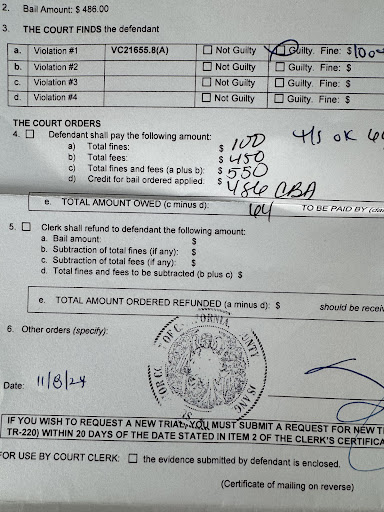 2. Bail Amount: $ 486.00
3. THE COURT FINDS the defendant
a. Violation #1 VC21655.8(A) ☐ Not Guilty ☐ Guilty. Fine: $ 100
b. Violation #2 ☐ Not Guilty ☐ Guilty. Fine: $
c. Violation #3 ☐ Not Guilty ☐ Guilty. Fine: $
d. Violation #4 ☐ Not Guilty ☐ Guilty. Fine: $
THE COURT ORDERS
4. ☐ Defendant shall pay the following amount:
a) Total fines: $ 100 T/S OK
b) Total fees: $ 450
c) Total fines and fees (a plus b): $ 550
d) Credit for bail ordered applied: $ 486 CBA
e. TOTAL AMOUNT OWED (c minus d): 64 TO BE PAID BY
5. ☐ Clerk shall refund to defendant the following amount:
a. Bail amount: $
b. Subtraction of total fines (if any): $
c. Subtraction of total fees (if any): $
d. Total fines and fees to be subtracted (b plus c) $
e. TOTAL AMOUNT ORDERED REFUNDED (a minus d): $ should be
6. Other orders (specify):
Date: 11/8/24
IF YOU WISH TO REQUEST A NEW TRIAL, YOU MUST SUBMIT A REQUEST FOR NEW
TR-220) WITHIN 20 DAYS OF THE DATE STATED IN ITEM 2 OF THE CLERK'S
FOR USE BY COURT CLERK: ☐ the evidence submitted by defendant is enclosed.
(Certificate of mailing on reverse)